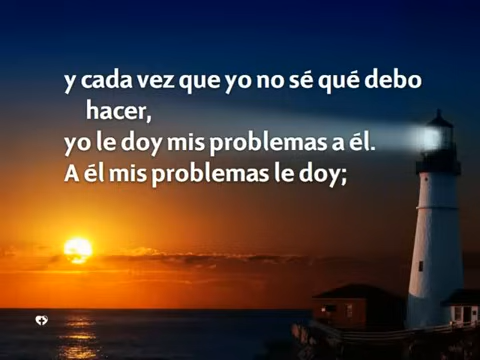 y cada vez que yo no sé qué debo
hacer,
yo le doy mis problemas a él.
A él mis problemas le doy;